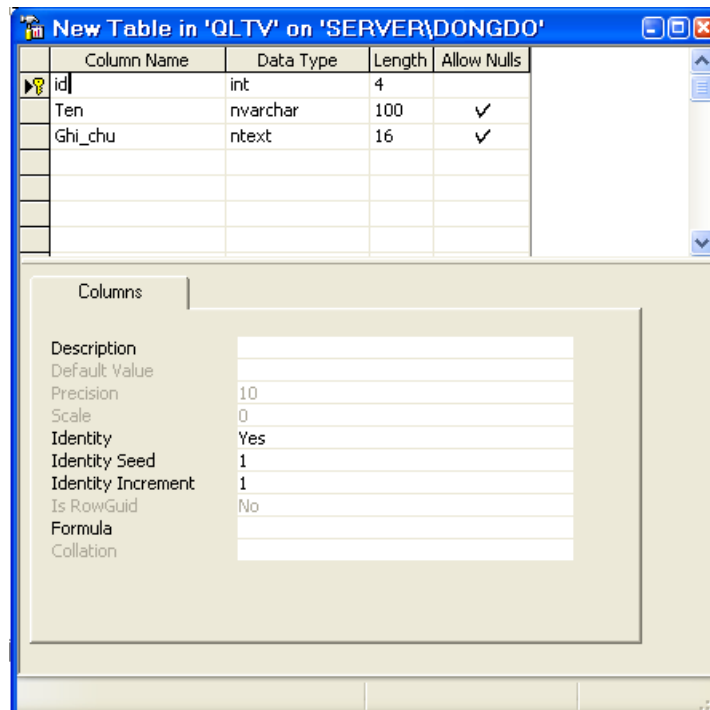 New Table in 'QLTV' on 'SERVER\DONGDO'
Column Name Data Type Length Allow Nulls
id int 4
Ten nvarchar 100
Ghi_chu ntext 16
Columns
Description
Default Value
Precision 10
Scale 0
Identity Yes
Identity Seed 1
Identity Increment 1
Is RowGuid No
Formula
Collation